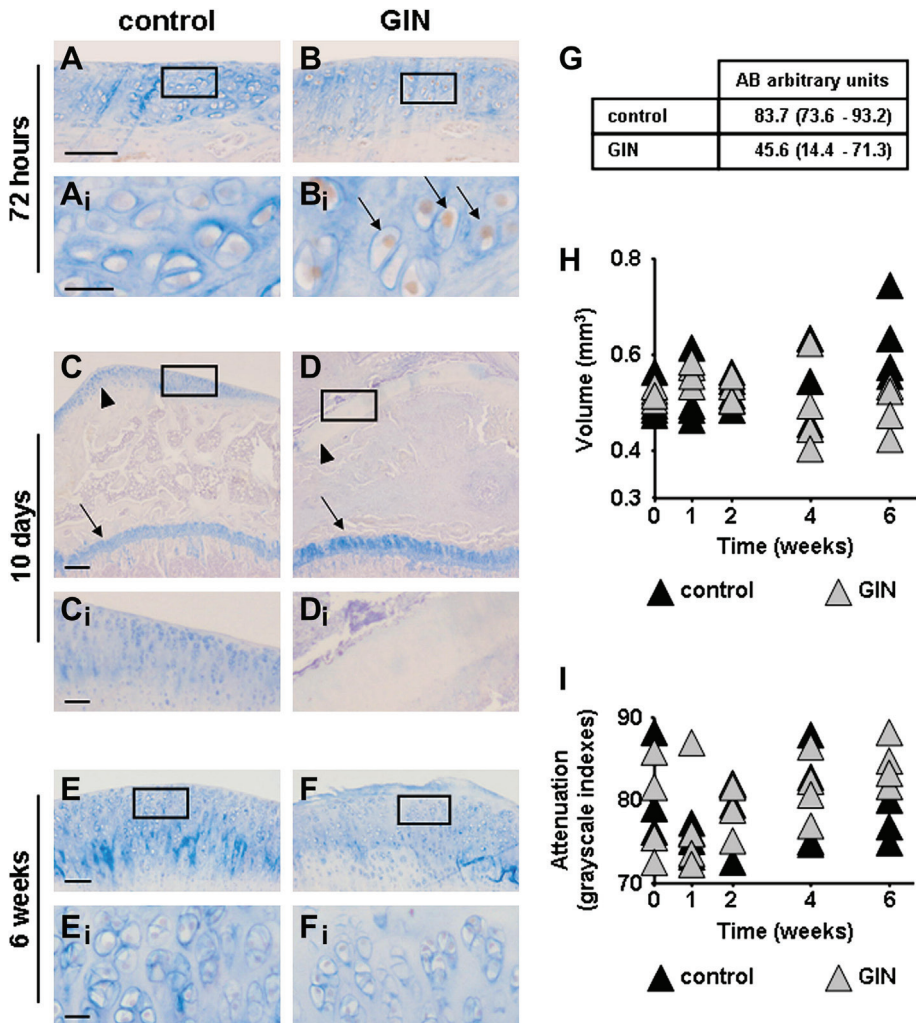 control GIN
72 hours
A B
Ai Bi
10 days
C D
Ci Di
6 weeks
E F
Ei Fi
G
AB arbitrary units
control 83.7 (73.6 - 93.2)
GIN 45.6 (14.4 - 71.3)
H
Volume (mm³)
0.8
0.6
0.4
0.3
0 1 2 4 6
Time (weeks)
control GIN
I
Attenuation
(grayscale indexes)
90
80
70
0 1 2 4 6
Time (weeks)
control GIN